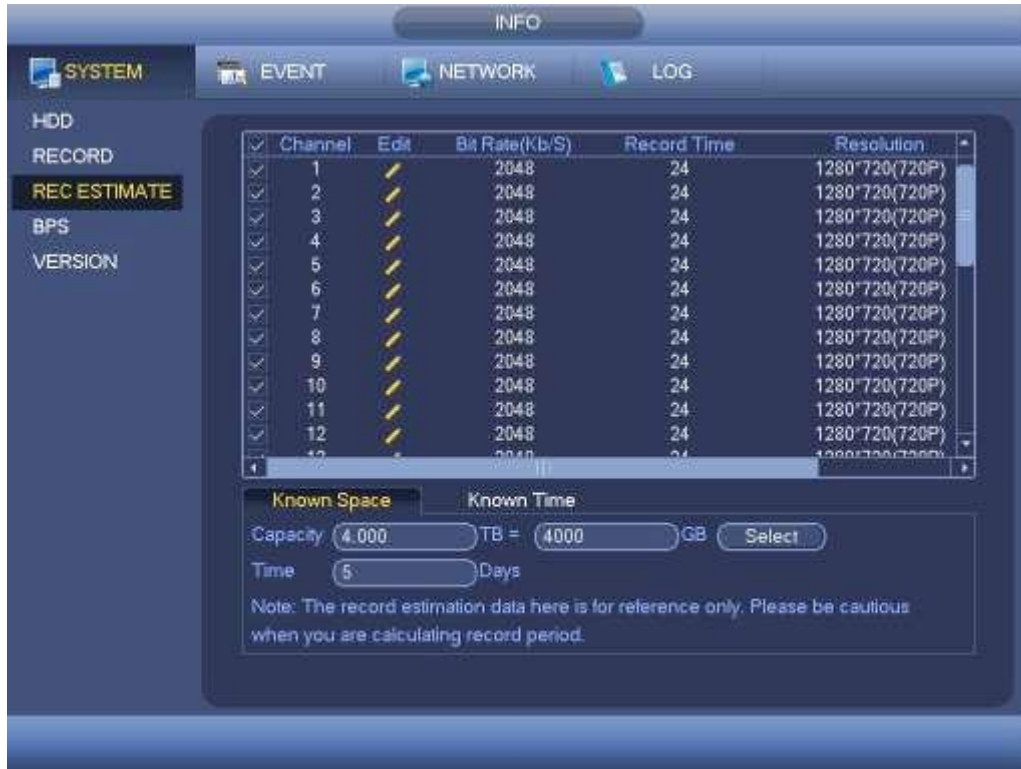 INFO
SYSTEM EVENT NETWORK LOG
HDD
RECORD
REC ESTIMATE
BPS
VERSION
Channel Edit Bit Rate(Kb/S) Record Time Resolution
1 2048 24 1280*720(720P)
2 2048 24 1280*720(720P)
3 2048 24 1280*720(720P)
4 2048 24 1280*720(720P)
5 2048 24 1280*720(720P)
6 2048 24 1280*720(720P)
7 2048 24 1280*720(720P)
8 2048 24 1280*720(720P)
9 2048 24 1280*720(720P)
10 2048 24 1280*720(720P)
11 2048 24 1280*720(720P)
12 2048 24 1280*720(720P)
Known Space Known Time
Capacity 4.000 TB = 4000 GB Select
Time 5 Days
Note: The record estimation data here is for reference only. Please be cautious
when you are calculating record period.